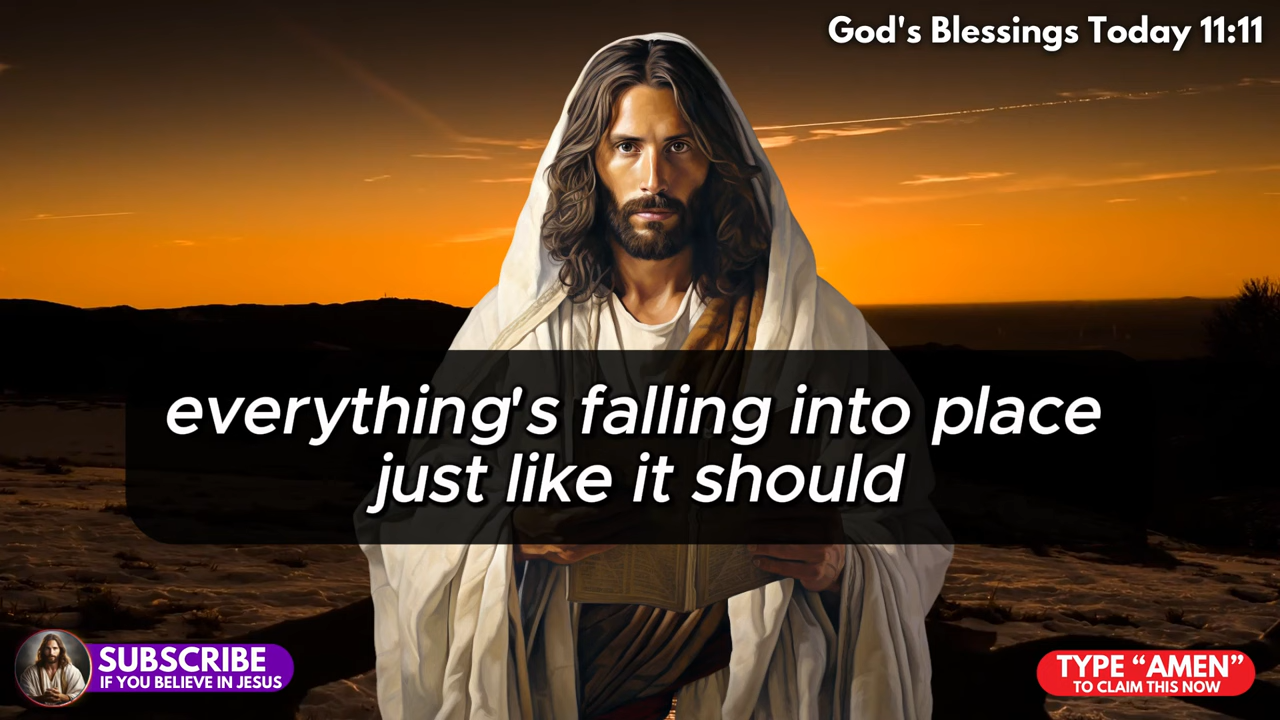 God's Blessings Today 11:11
everything's falling into place
just like it should
SUBSCRIBE
IF YOU BELIEVE IN JESUS
TYPE “AMEN”
TO CLAIM THIS NOW